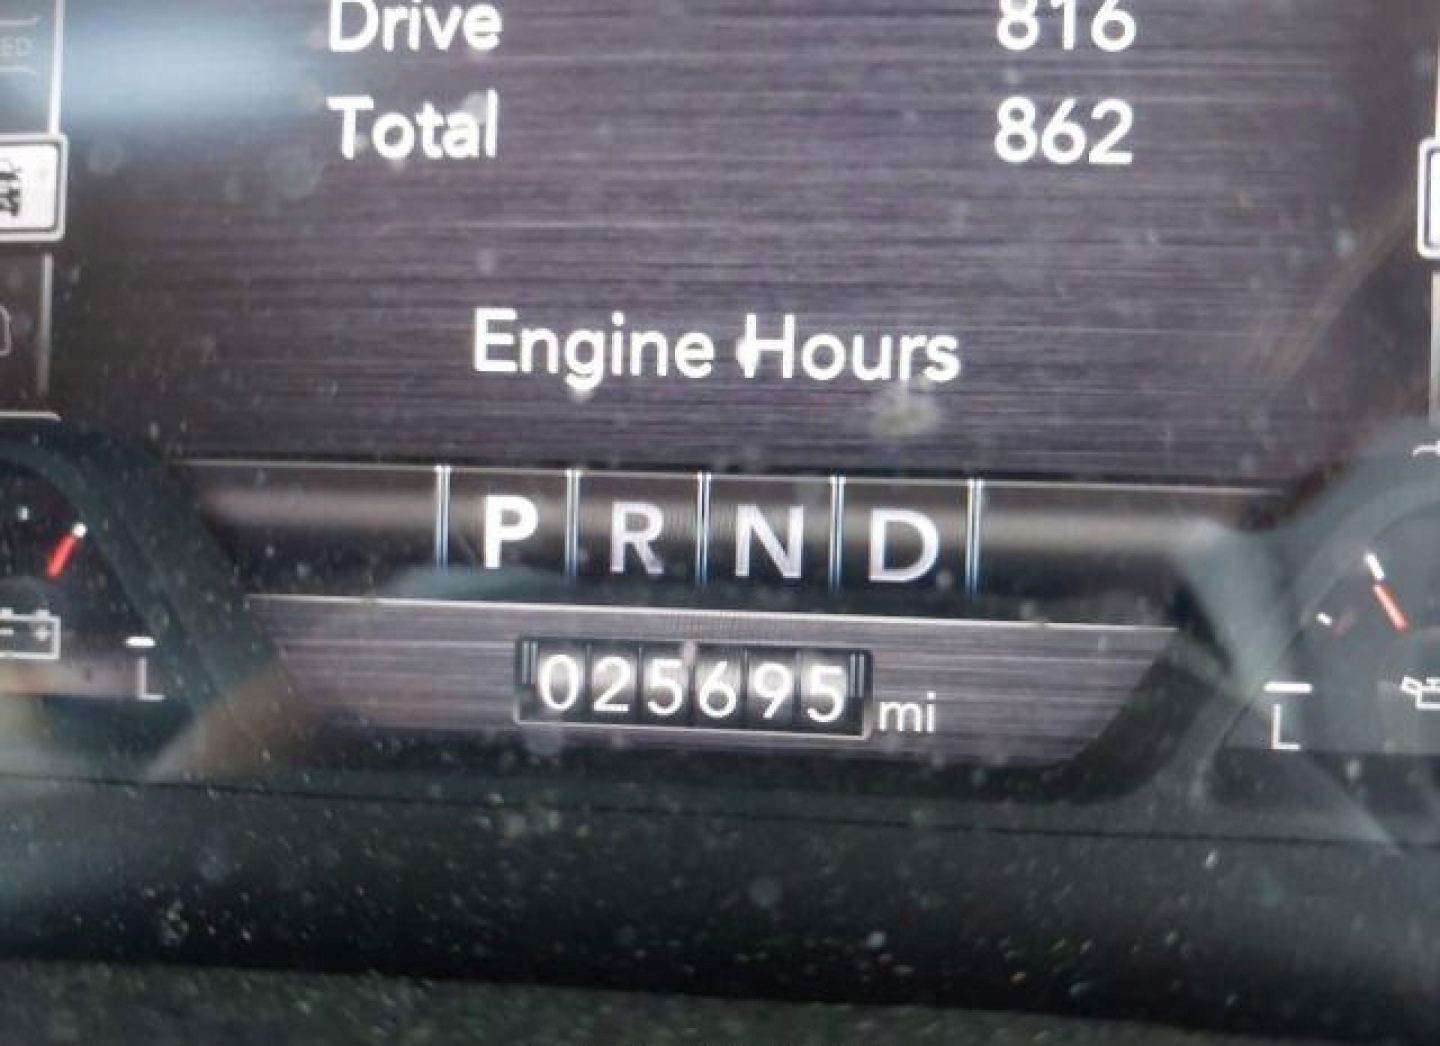 Drive 816
Total 862
Engine Hours
P R N D
025695 mi
L
L